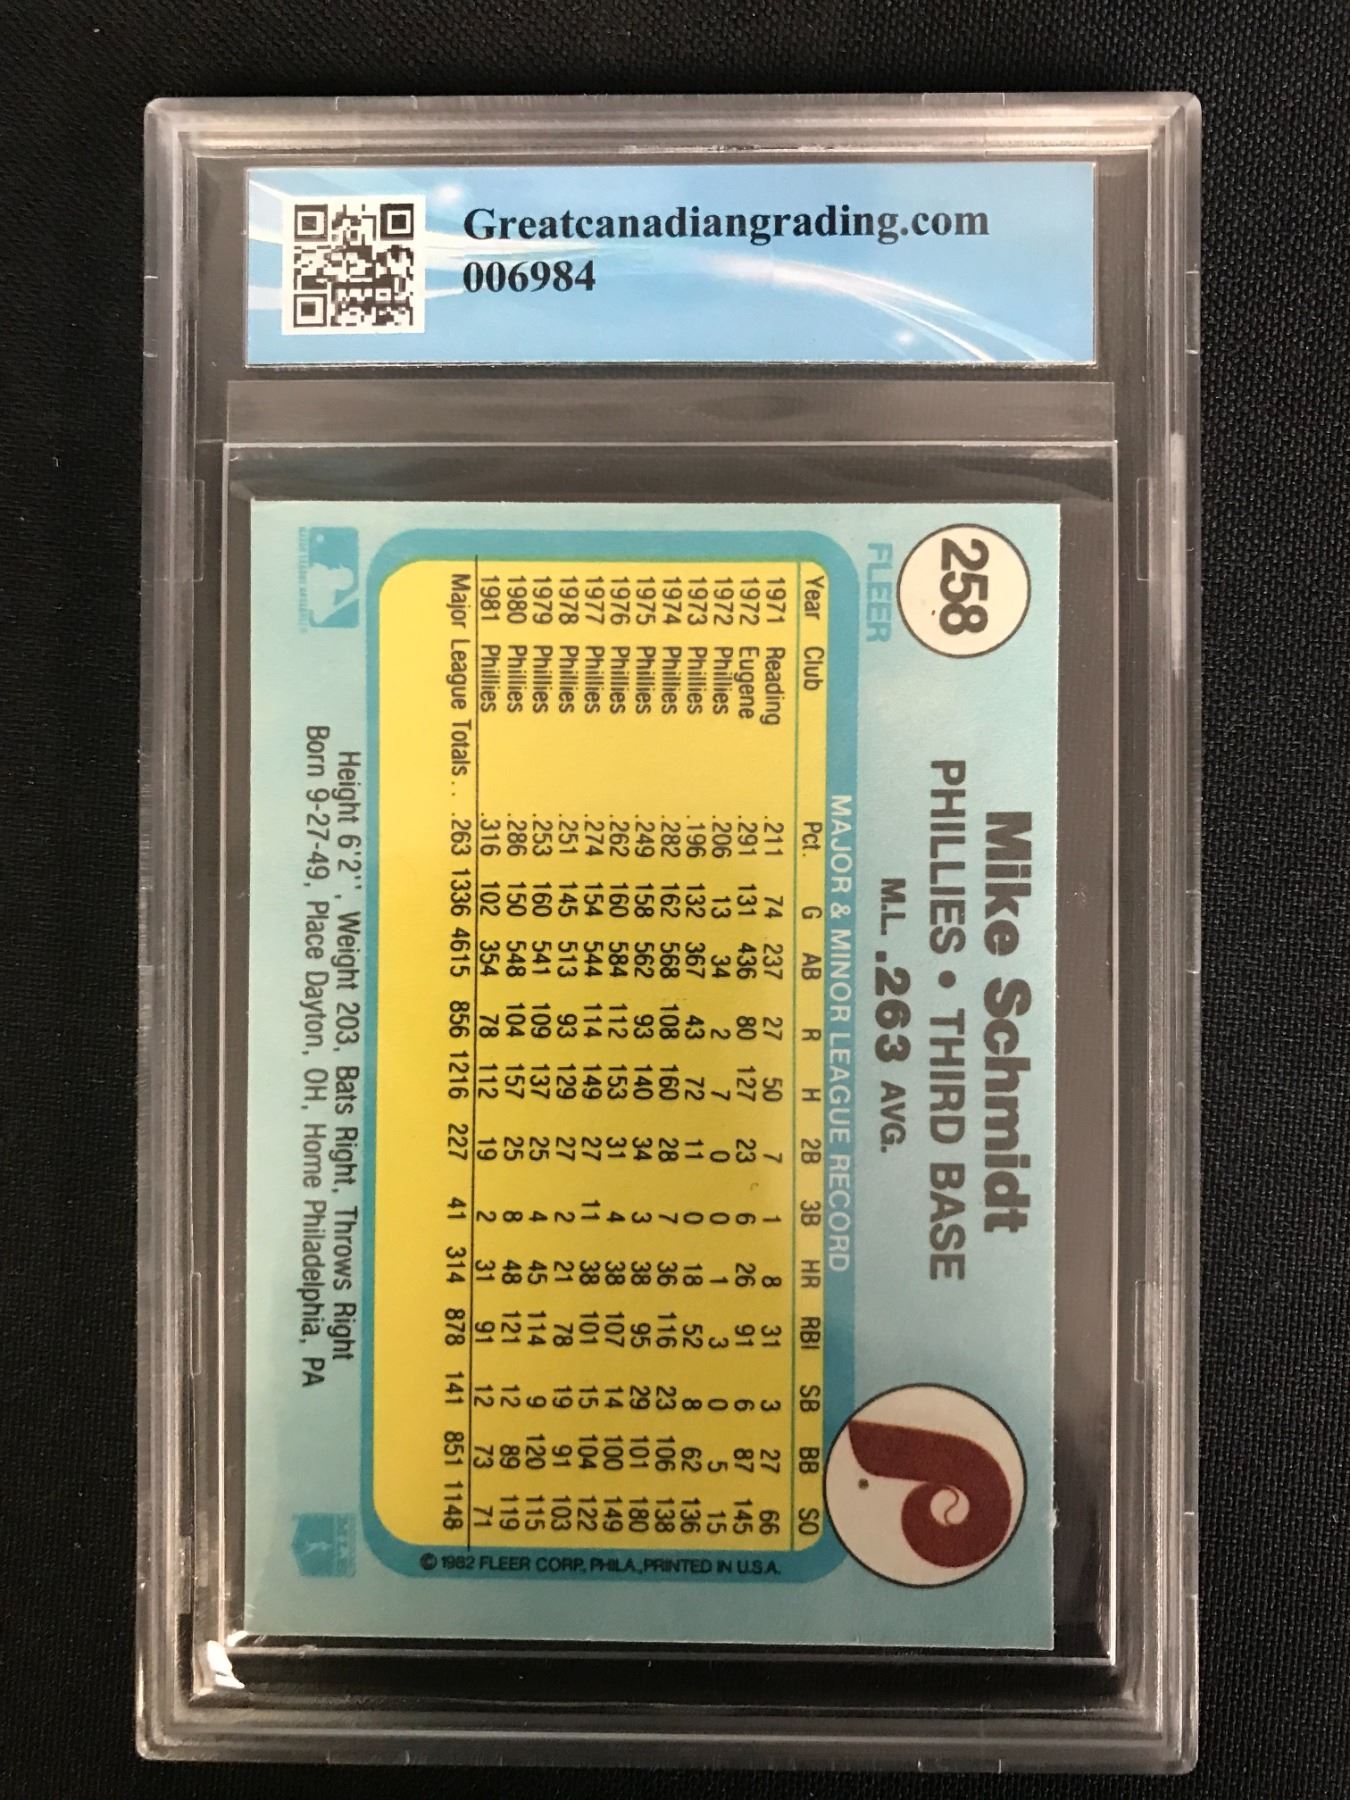 Greatcanadiangrading.com
006984
258
FLEER
Mike Schmidt
PHILLIES • THIRD BASE
M.L. .263 AVG.
MAJOR & MINOR LEAGUE RECORD
Year Club Pct. G AB R H 2B 3B HR RBI SB BB SO
1971 Reading .211 74 237 27 50 7 1 8 31 3 27 66
1972 Eugene .291 131 436 80 127 23 6 26 91 6 87 145
1972 Phillies .206 13 34 2 7 0 0 1 3 0 5 15
1973 Phillies .196 132 367 43 72 11 0 18 52 8 62 136
1974 Phillies .282 162 568 108 160 28 7 36 116 23 106 138
1975 Phillies .249 158 562 93 140 34 3 38 95 29 101 180
1976 Phillies .262 160 584 112 153 31 4 38 107 14 100 149
1977 Phillies .274 154 544 114 149 27 11 38 101 15 104 122
1978 Phillies .251 145 513 93 129 27 2 21 78 19 91 103
1979 Phillies .253 160 541 109 137 25 4 45 114 9 120 115
1980 Phillies .286 150 548 104 157 25 8 48 121 12 89 119
1981 Phillies .316 102 354 78 112 19 2 31 91 12 73 71
Major League Totals . . .263 1336 4615 856 1216 227 41 314 878 141 851 1148
© 1982 FLEER CORP., PHILA., PRINTED IN U.S.A.
Height 6'2'', Weight 203, Bats Right, Throws Right
Born 9-27-49, Place Dayton, OH, Home Philadelphia, PA